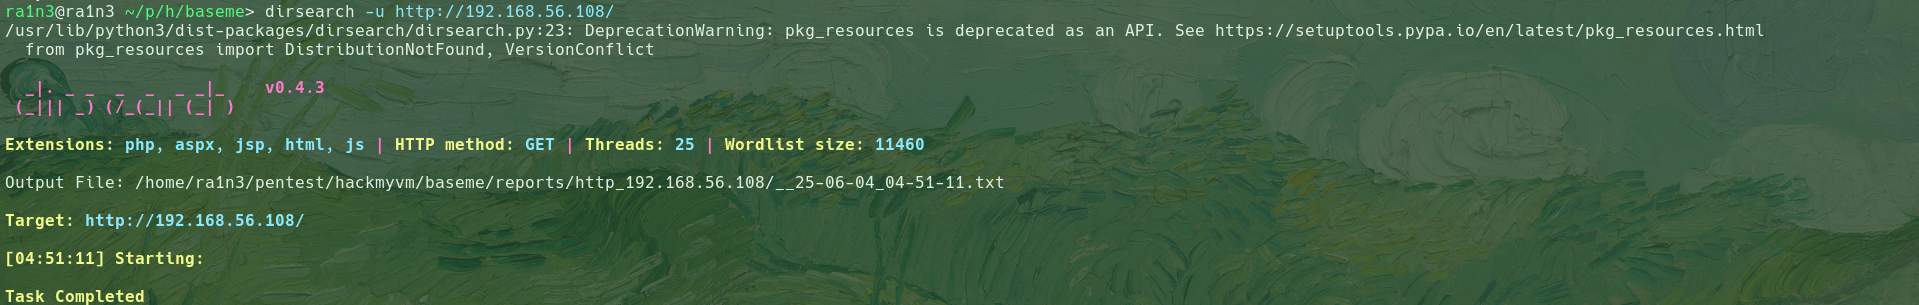 ra1n3@ra1n3 ~/p/h/baseme> dirsearch -u http://192.168.56.108/
/usr/lib/python3/dist-packages/dirsearch/dirsearch.py:23: DeprecationWarning: pkg_resources is deprecated as an API. See https://setuptools.pypa.io/en/latest/pkg_resources.html
  from pkg_resources import DistributionNotFound, VersionConflict
  _|. _ _  _  _  _ _|_    v0.4.3
 (_||| _) (/_(_|| (_| )
Extensions: php, aspx, jsp, html, js | HTTP method: GET | Threads: 25 | Wordlist size: 11460
Output File: /home/ra1n3/pentest/hackmyvm/baseme/reports/http_192.168.56.108/__25-06-04_04-51-11.txt
Target: http://192.168.56.108/
[04:51:11] Starting:
Task Completed